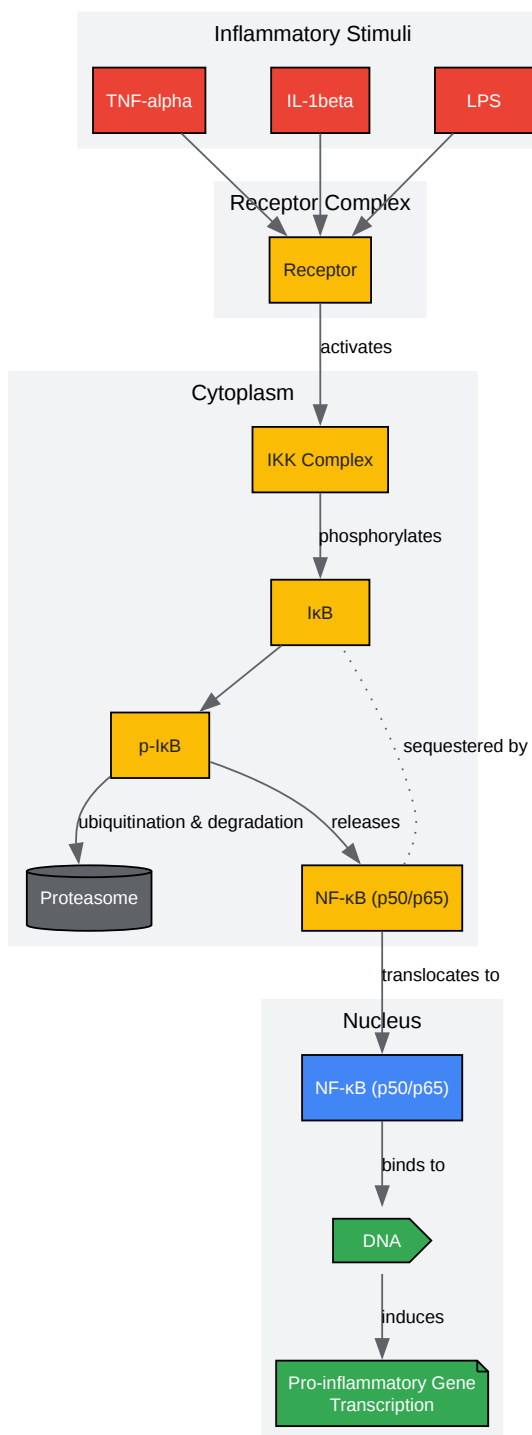 Inflammatory Stimuli
TNF-alpha
IL-1beta
LPS
Receptor Complex
Receptor
activates
Cytoplasm
IKK Complex
phosphorylates
IκB
p-IκB
sequestered by
ubiquitination & degradation
releases
Proteasome
NF-κB (p50/p65)
translocates to
Nucleus
NF-κB (p50/p65)
binds to
DNA
induces
Pro-inflammatory Gene
Transcription